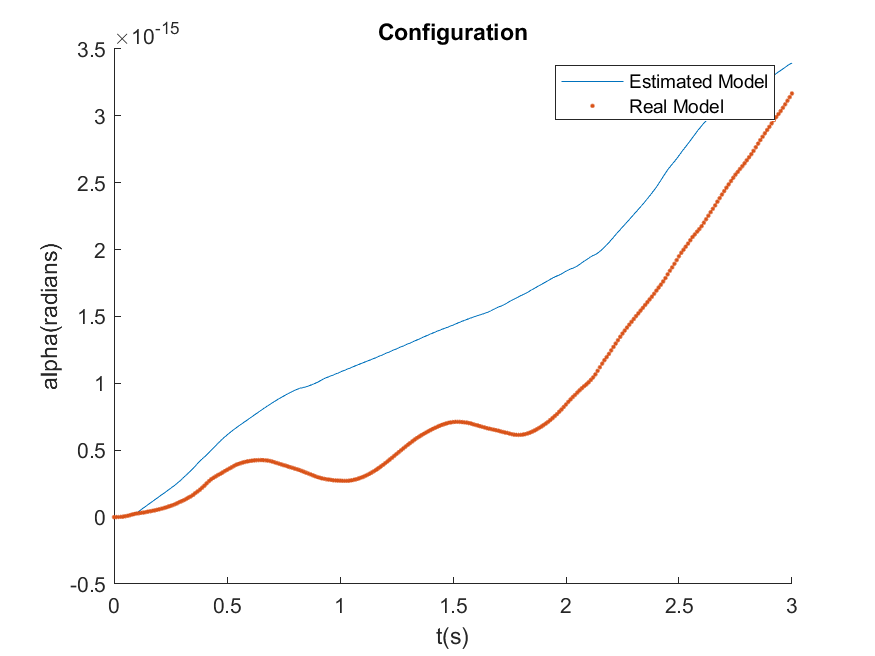 Configuration
×10-15
3.5
3
2.5
2
1.5
1
0.5
0
-0.5
alpha(radians)
Estimated Model
Real Model
0 0.5 1 1.5 2 2.5 3
t(s)